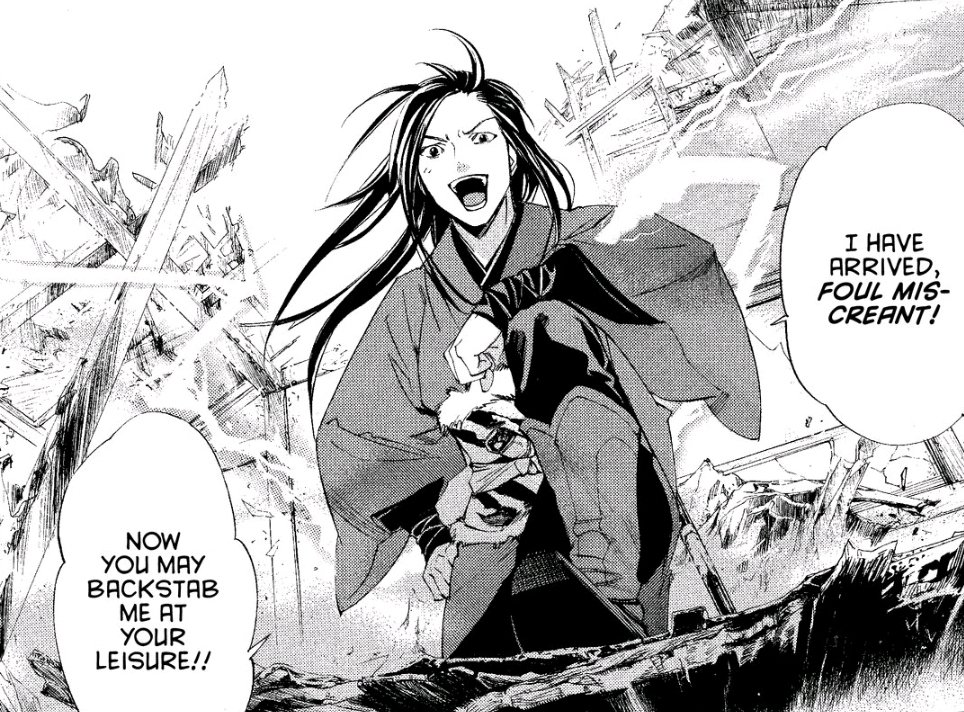 I HAVE
ARRIVED,
FOUL MIS-
CREANT!
NOW
YOU MAY
BACKSTAB
ME AT
YOUR
LEISURE!!